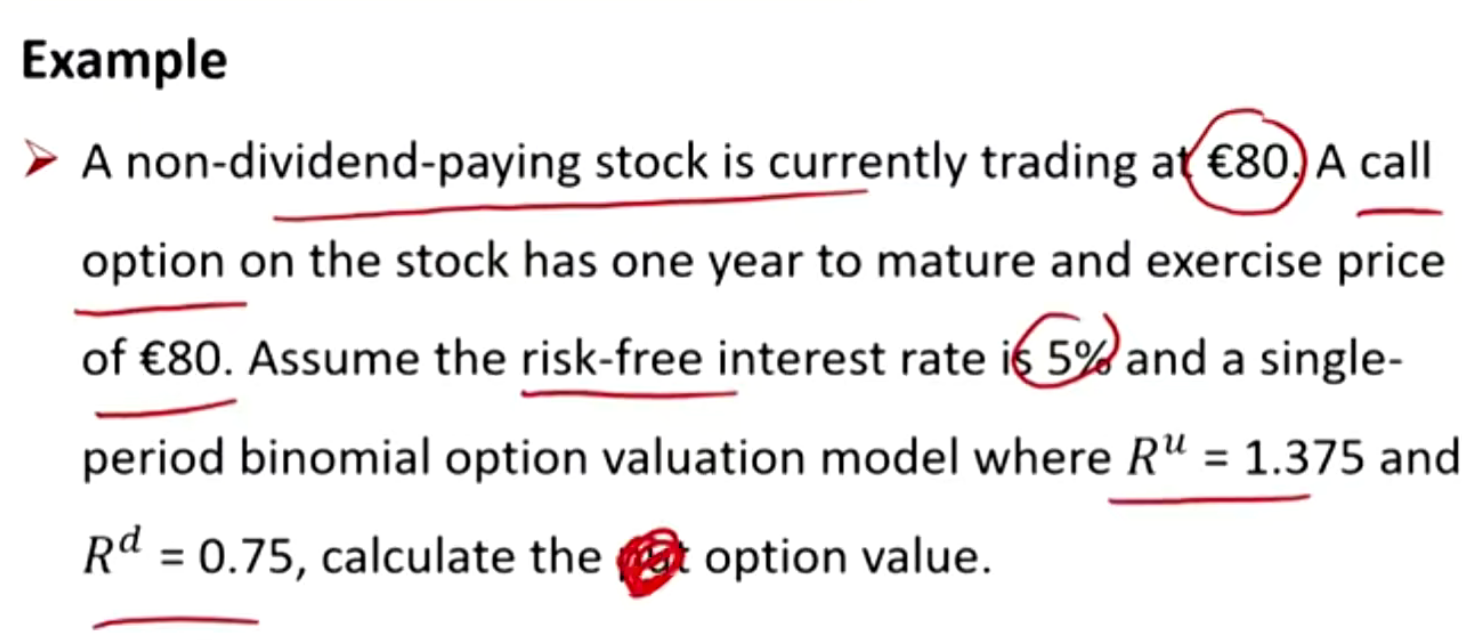 Example
A non-dividend-paying stock is currently trading at €80. A call
option on the stock has one year to mature and exercise price
of €80. Assume the risk-free interest rate is 5% and a single-
period binomial option valuation model where Rᵘ = 1.375 and
Rᵈ = 0.75, calculate the option value.